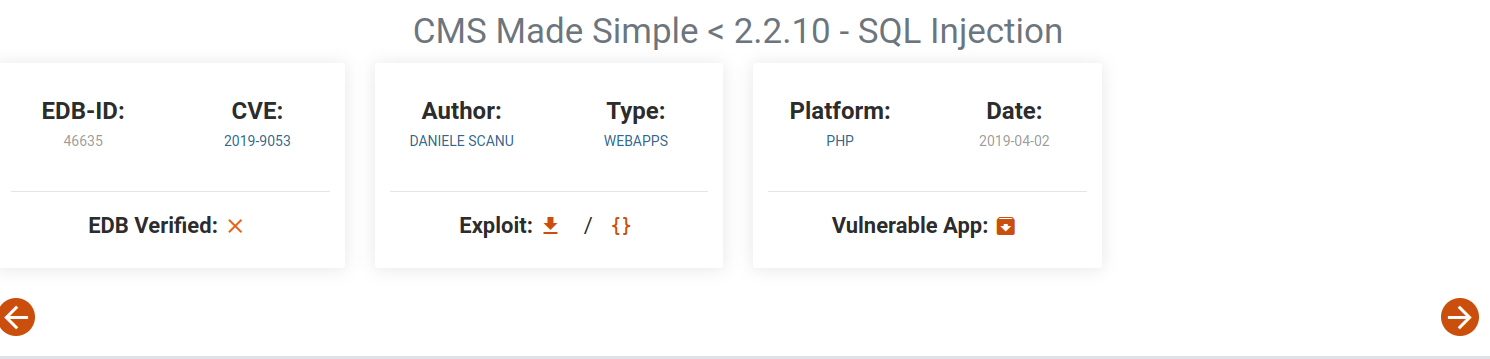 CMS Made Simple < 2.2.10 - SQL Injection
EDB-ID:
46635
CVE:
2019-9053
EDB Verified:
Author:
DANIELE SCANU
Type:
WEBAPPS
Exploit: / {}
Platform:
PHP
Date:
2019-04-02
Vulnerable App: